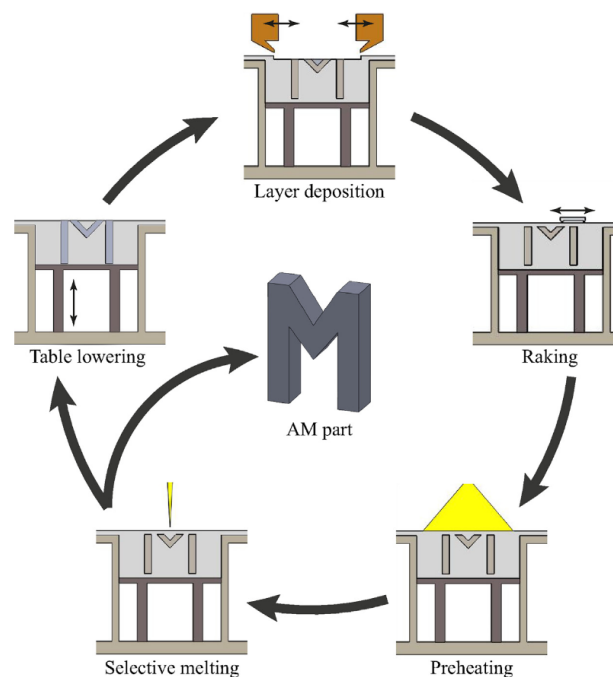 Layer deposition
Table lowering
Raking
AM part
Selective melting
Preheating